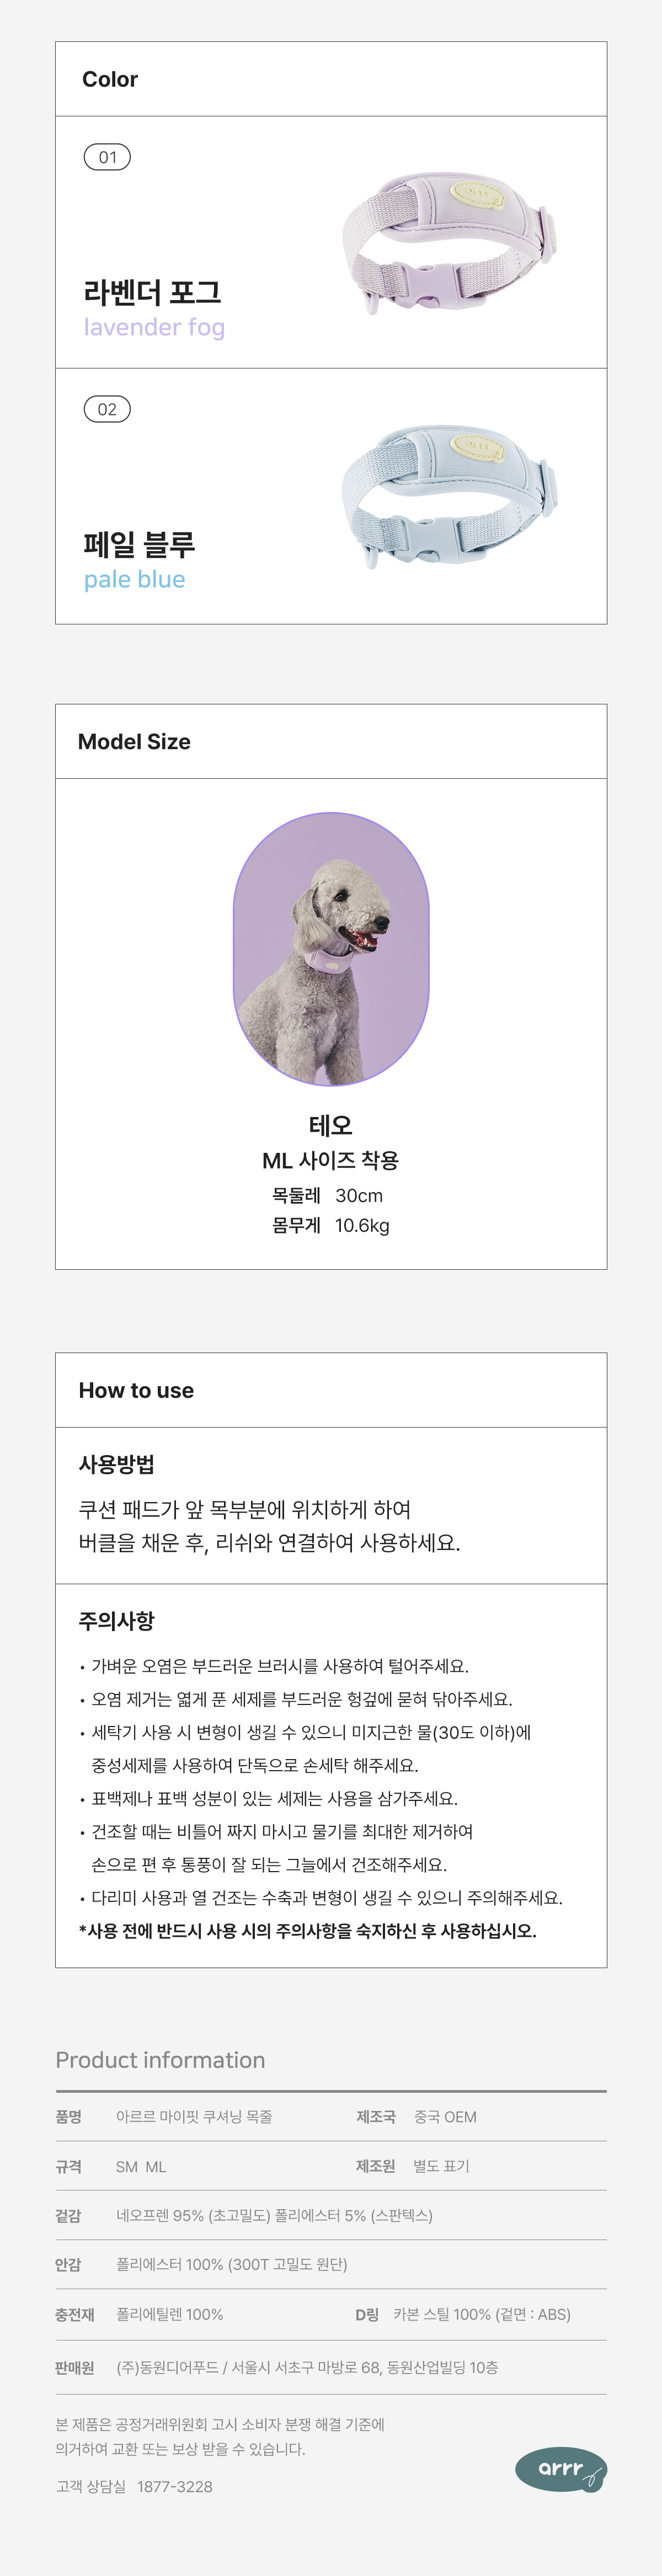 Color
01
라벤더 포그
lavender fog
02
페일 블루
pale blue
Model Size
테오
ML 사이즈 착용
목둘레 30cm
몸무게 10.6kg
How to use
사용방법
쿠션 패드가 앞 목부분에 위치하게 하여
버클을 채운 후, 리쉬와 연결하여 사용하세요.
주의사항
• 가벼운 오염은 부드러운 브러시를 사용하여 털어주세요.
• 오염 제거는 엷게 푼 세제를 부드러운 헝겊에 묻혀 닦아주세요.
• 세탁기 사용 시 변형이 생길 수 있으니 미지근한 물(30도 이하)에
중성세제를 사용하여 단독으로 손세탁 해주세요.
• 표백제나 표백 성분이 있는 세제는 사용을 삼가주세요.
• 건조할 때는 비틀어 짜지 마시고 물기를 최대한 제거하여
손으로 편 후 통풍이 잘 되는 그늘에서 건조해주세요.
• 다리미 사용과 열 건조는 수축과 변형이 생길 수 있으니 주의해주세요.
*사용 전에 반드시 사용 시의 주의사항을 숙지하신 후 사용하십시오.
Product information
품명 아르르 마이핏 쿠셔닝 목줄 제조국 중국 OEM
규격 SM ML 제조원 별도 표기
겉감 네오프렌 95% (초고밀도) 폴리에스터 5% (스판텍스)
안감 폴리에스터 100% (300T 고밀도 원단)
충전재 폴리에틸렌 100% D링 카본 스틸 100% (겉면 : ABS)
판매원 (주)동원디어푸드 / 서울시 서초구 마방로 68, 동원산업빌딩 10층
본 제품은 공정거래위원회 고시 소비자 분쟁 해결 기준에
의거하여 교환 또는 보상 받을 수 있습니다.
고객 상담실 1877-3228
arrr